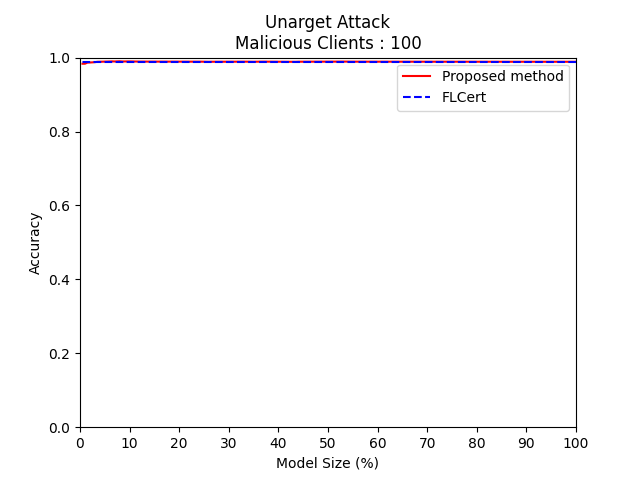 Unarget Attack
Malicious Clients : 100
Proposed method
FLCert
Accuracy
1.0
0.8
0.6
0.4
0.2
0.0
0 10 20 30 40 50 60 70 80 90 100
Model Size (%)